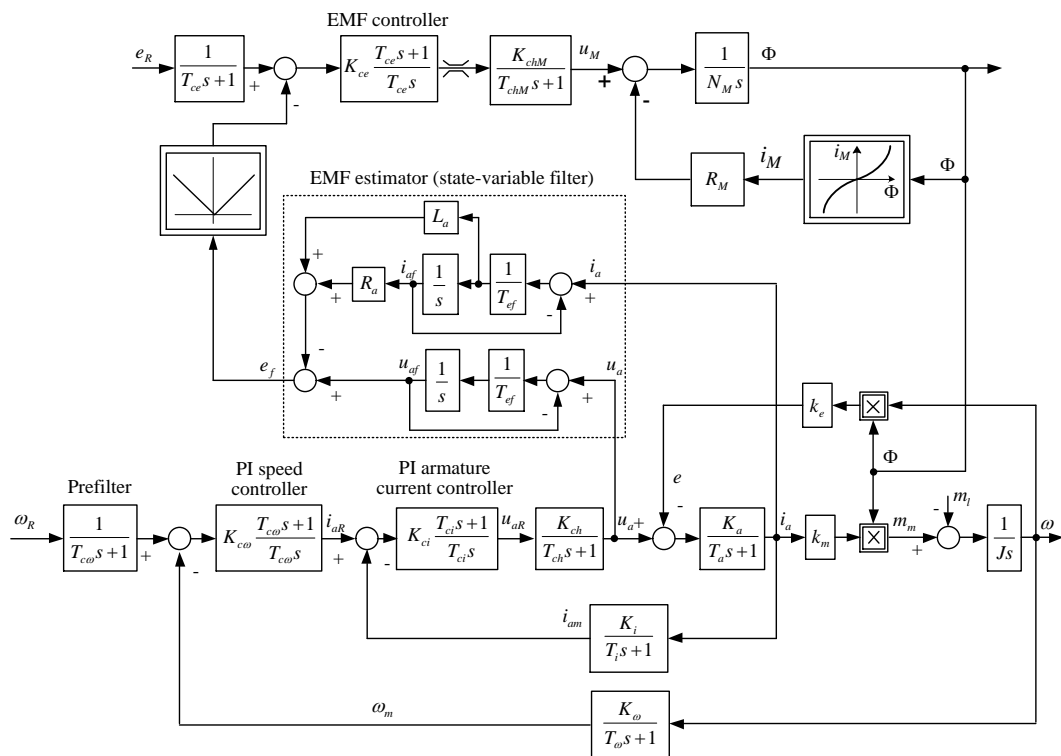 EMF controller
e_R
1 / (T_ce s+1)
+
-
K_ce (T_ce s+1) / (T_ce s)
K_chM / (T_chM s+1)
u_M
+
-
1 / (N_M s)
Φ
R_M
i_M
i_M
Φ
Φ
EMF estimator (state-variable filter)
L_a
+
+
R_a
i_af
1 / s
1 / T_ef
-
+
i_a
-
e_f
+
u_af
1 / s
1 / T_ef
-
+
u_a
k_e
×
Φ
e
Prefilter
PI speed
controller
PI armature
current controller
ω_R
1 / (T_cω s+1)
+
-
K_cω (T_cω s+1) / (T_cω s)
i_aR
+
-
K_ci (T_ci s+1) / (T_ci s)
u_aR
K_ch / (T_ch s+1)
u_a
+
-
K_a / (T_a s+1)
i_a
k_m
×
m_m
+
-
m_l
1 / (Js)
ω
i_am
K_i / (T_i s+1)
ω_m
K_ω / (T_ω s+1)